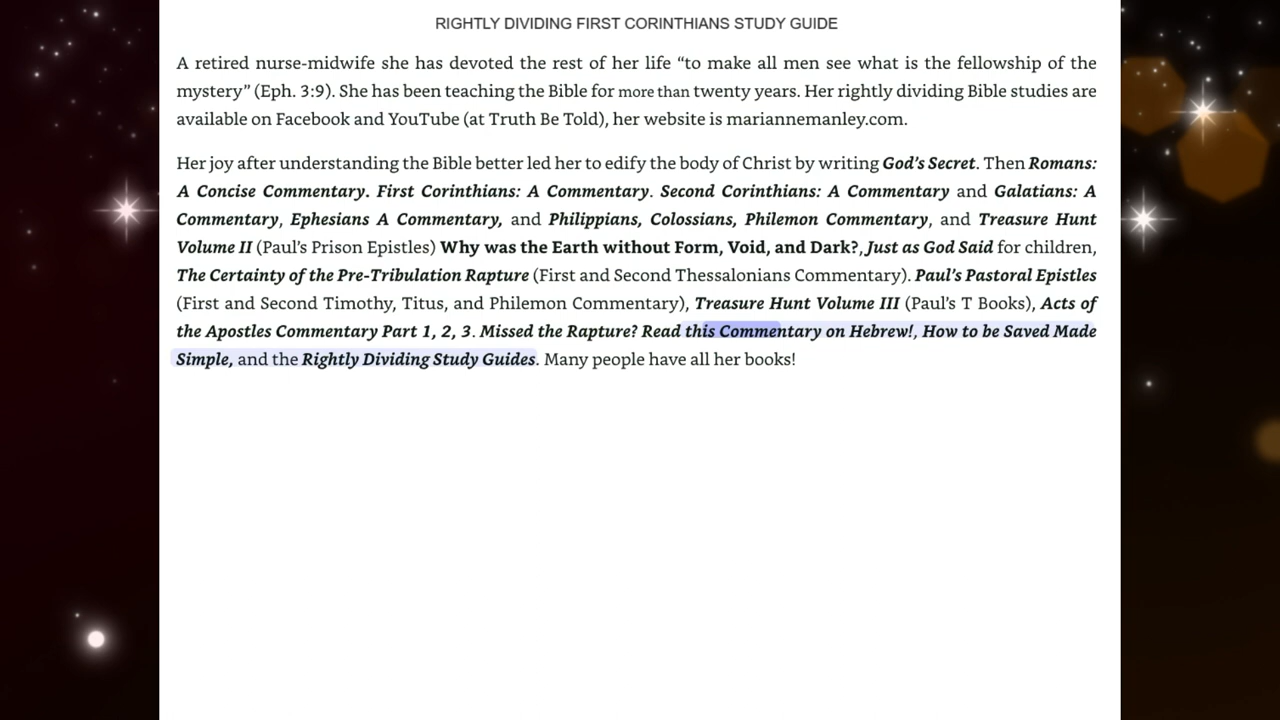 RIGHTLY DIVIDING FIRST CORINTHIANS STUDY GUIDE
A retired nurse-midwife she has devoted the rest of her life “to make all men see what is the fellowship of the
mystery” (Eph. 3:9). She has been teaching the Bible for more than twenty years. Her rightly dividing Bible studies are
available on Facebook and YouTube (at Truth Be Told), her website is mariannemanley.com.
Her joy after understanding the Bible better led her to edify the body of Christ by writing God’s Secret. Then Romans:
A Concise Commentary. First Corinthians: A Commentary. Second Corinthians: A Commentary and Galatians: A
Commentary, Ephesians A Commentary, and Philippians, Colossians, Philemon Commentary, and Treasure Hunt
Volume II (Paul’s Prison Epistles) Why was the Earth without Form, Void, and Dark?, Just as God Said for children,
The Certainty of the Pre-Tribulation Rapture (First and Second Thessalonians Commentary). Paul’s Pastoral Epistles
(First and Second Timothy, Titus, and Philemon Commentary), Treasure Hunt Volume III (Paul’s T Books), Acts of
the Apostles Commentary Part 1, 2, 3. Missed the Rapture? Read this Commentary on Hebrew!, How to be Saved Made
Simple, and the Rightly Dividing Study Guides. Many people have all her books!